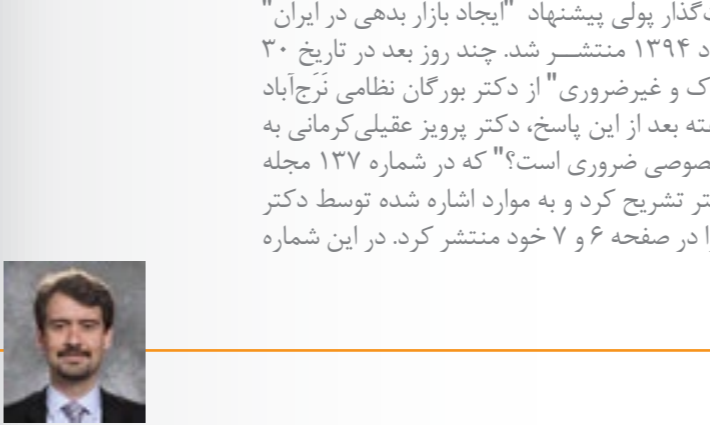 گذار پولی پیشنهاد "ایجاد بازار بدهی در ایران"
د ۱۳۹۴ منتشــر شد. چند روز بعد در تاریخ ۳۰
ک و غیرضروری" از دکتر بورگان نظامی نَرَج‌آباد
ته بعد از این پاسخ، دکتر پرویز عقیلی‌کرمانی به
صوصی ضروری است؟" که در شماره ۱۳۷ مجله
تر تشریح کرد و به موارد اشاره شده توسط دکتر
ا در صفحه ۶ و ۷ خود منتشر کرد. در این شماره